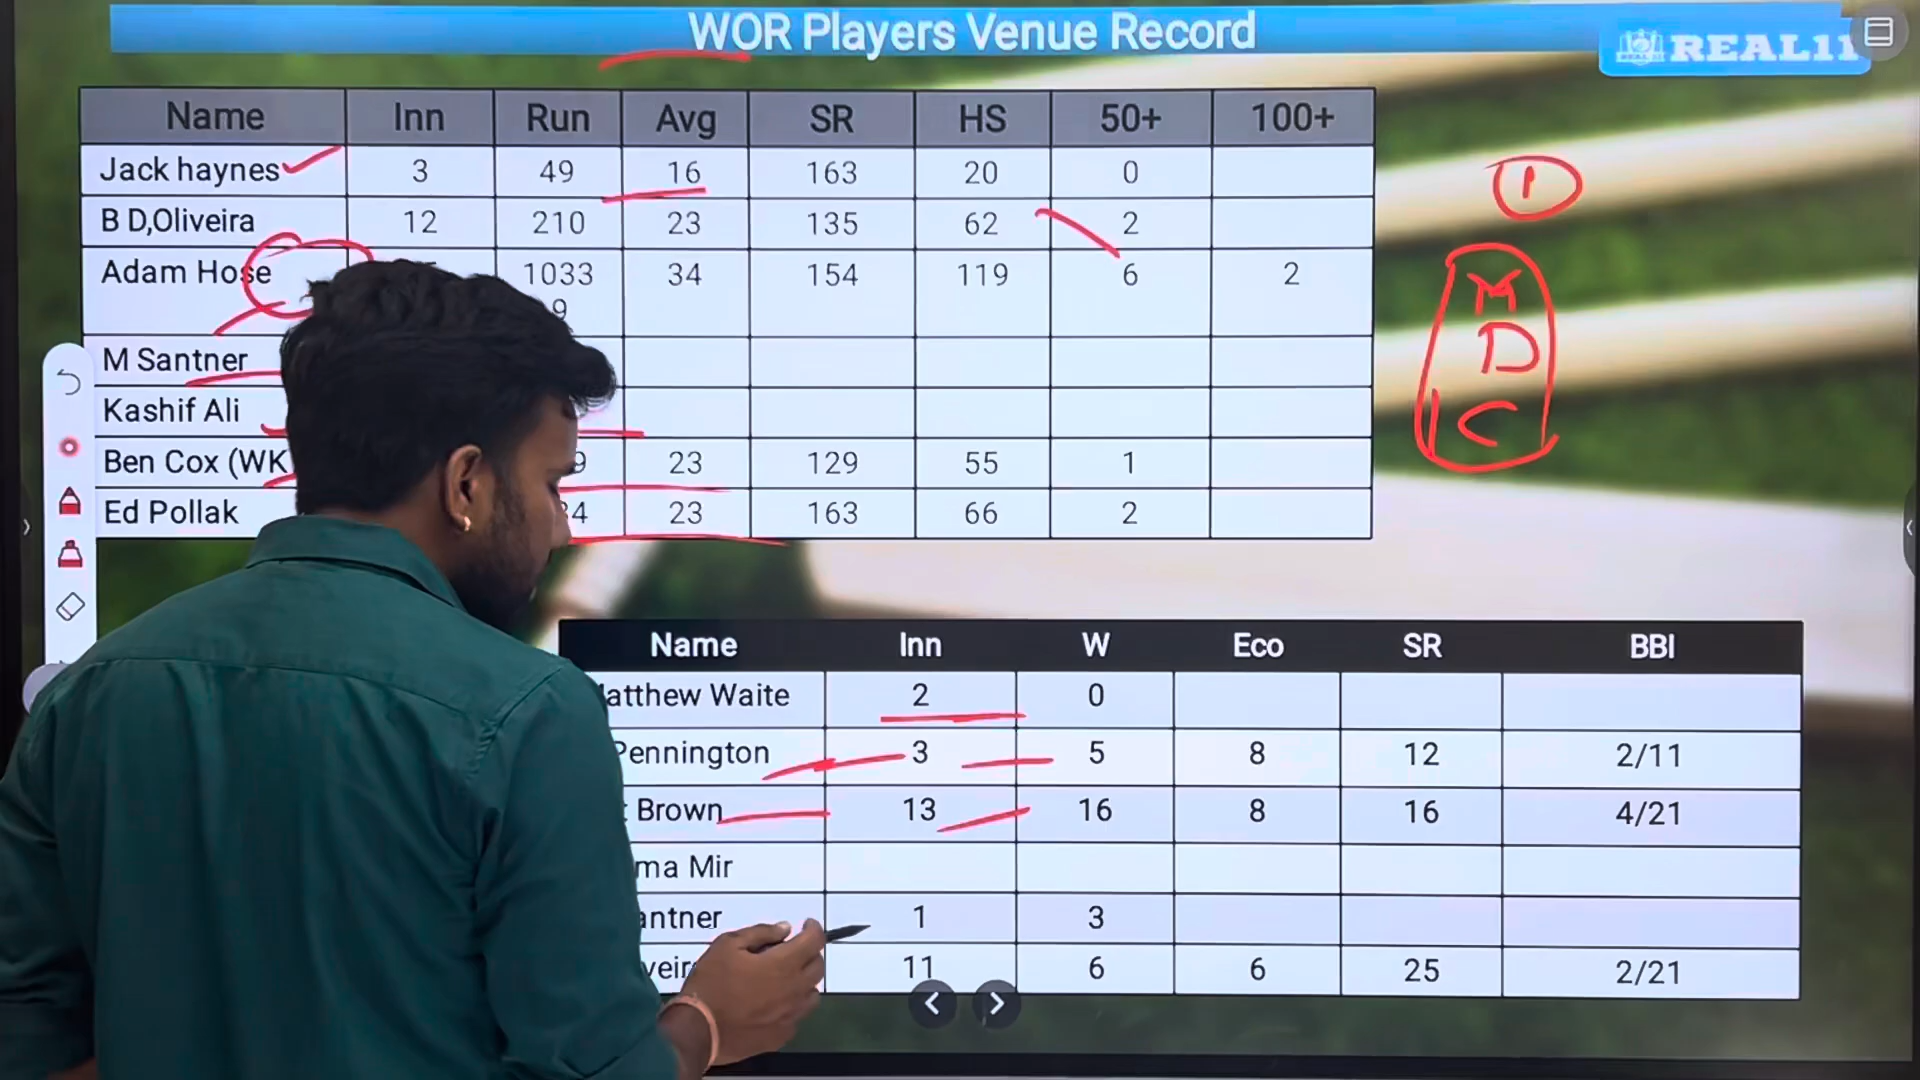 WOR Players Venue Record
REAL11
Name Inn Run Avg SR HS 50+ 100+
Jack haynes 3 49 16 163 20 0
B D,Oliveira 12 210 23 135 62 2
Adam Hose 1033 34 154 119 6 2
9
M Santner
Kashif Ali
Ben Cox (WK 9 23 129 55 1
Ed Pollak 4 23 163 66 2
1
M
D
C
Name Inn W Eco SR BBI
atthew Waite 2 0
Pennington 3 5 8 12 2/11
Brown 13 16 8 16 4/21
ma Mir
antner 1 3
veir 11 6 6 25 2/21